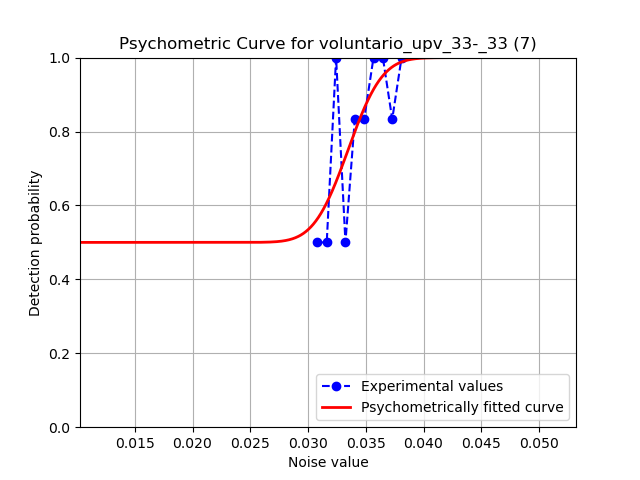 Psychometric Curve for voluntario_upv_33-_33 (7)
1.0
0.8
0.6
0.4
0.2
0.0
Detection probability
0.015 0.020 0.025 0.030 0.035 0.040 0.045 0.050
Noise value
Experimental values
Psychometrically fitted curve